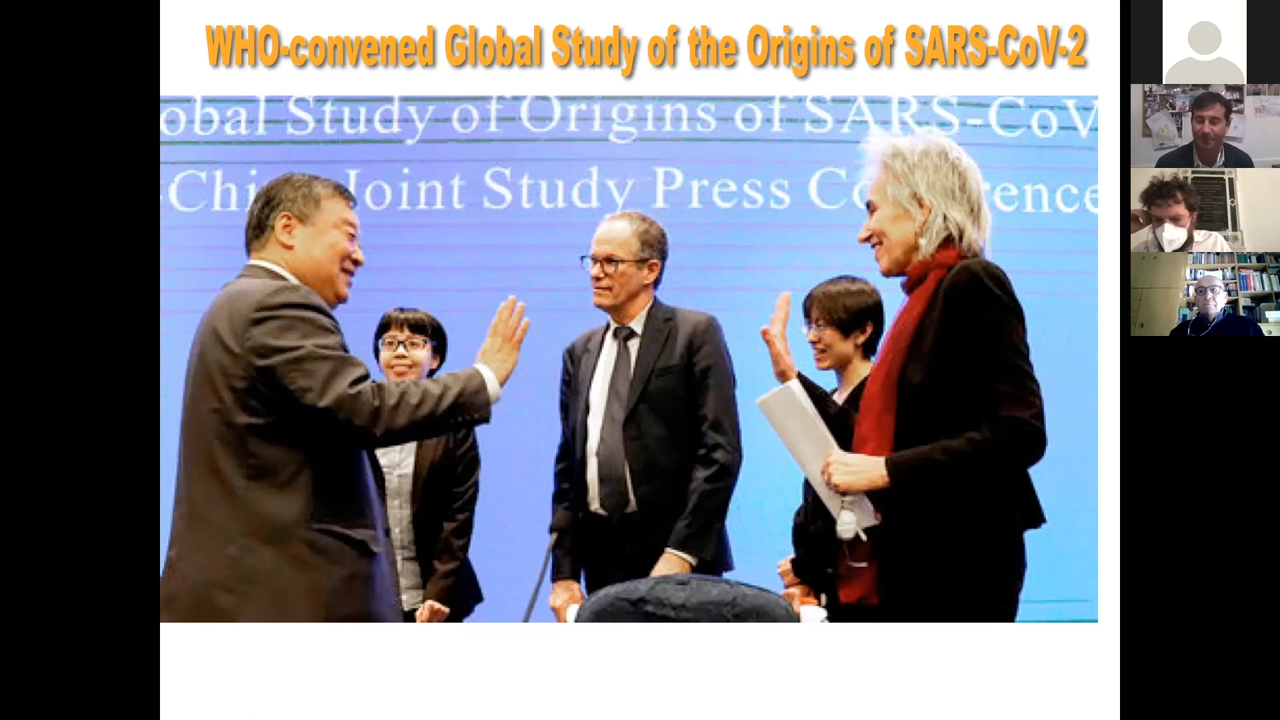 WHO-convened Global Study of the Origins of SARS-CoV-2
obal Study of Origins of SARS-CoV
Joint Study Press